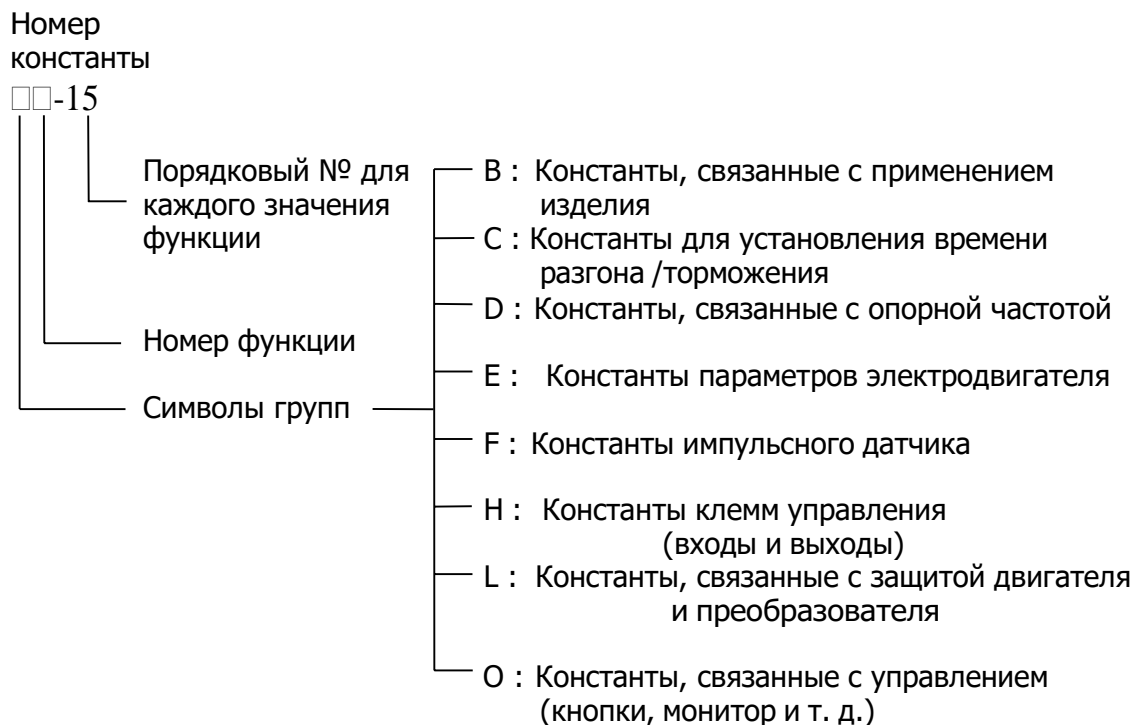 Номер
константы
□□-15
Порядковый № для
каждого значения
функции
Номер функции
Символы групп
B : Константы, связанные с применением
изделия
C : Константы для установления времени
разгона /торможения
D : Константы, связанные с опорной частотой
E : Константы параметров электродвигателя
F : Константы импульсного датчика
H : Константы клемм управления
(входы и выходы)
L : Константы, связанные с защитой двигателя
и преобразователя
O : Константы, связанные с управлением
(кнопки, монитор и т. д.)